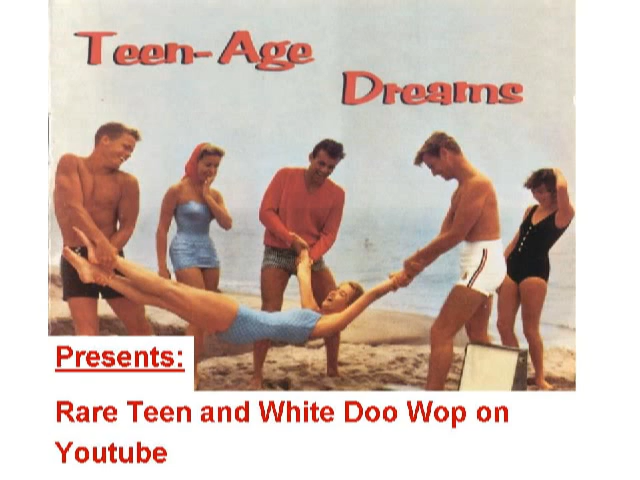 Teen-Age
Dreams
Presents:
Rare Teen and White Doo Wop on
Youtube